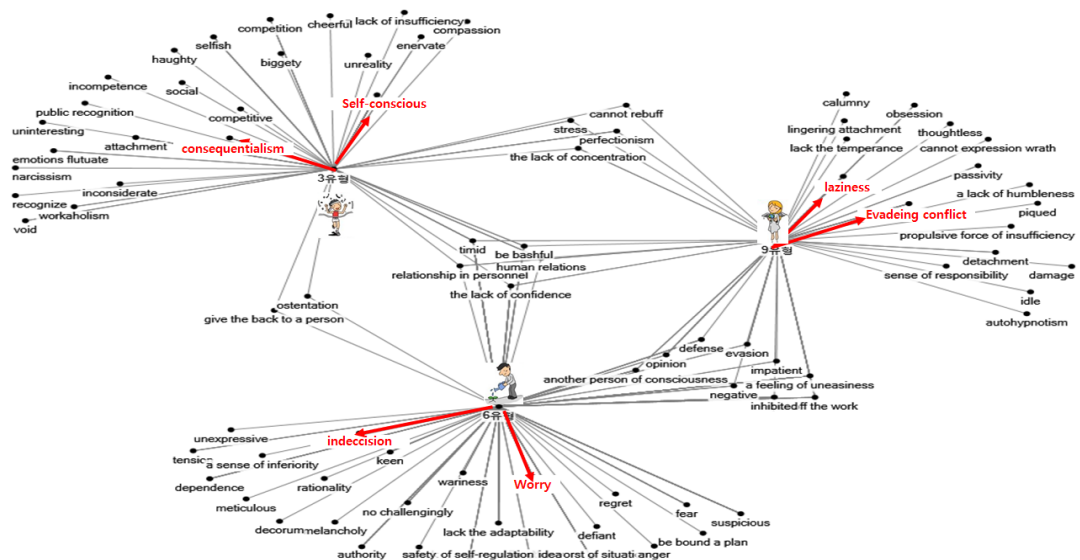 competition
cheerful
lack of insufficiency
compassion
selfish
enervate
haughty
biggety
unreality
incompetence
social
Self-conscious
public recognition
competitive
uninteresting
attachment
consequentialism
emotions flutuate
narcissism
3유형
inconsiderate
recognize
workaholism
void
cannot rebuff
stress
perfectionism
the lack of concentration
calumny
obsession
lingering attachment
thoughtless
lack the temperance
cannot expression wrath
passivity
laziness
a lack of humbleness
Evadeing conflict
piqued
propulsive force of insufficiency
9유형
detachment
sense of responsibility
damage
idle
autohypnotism
timid
be bashful
human relations
relationship in personnel
the lack of confidence
ostentation
give the back to a person
defense
evasion
opinion
impatient
another person of consciousness
a feeling of uneasiness
negative
inhibited
ff the work
6유형
unexpressive
indeccision
tension
a sense of inferiority
keen
dependence
rationality
wariness
Worry
meticulous
no challengingly
regret
fear
suspicious
decorum
melancholy
lack the adaptability
defiant
be bound a plan
authority
safety of self-regulation
idea
orst of situati
anger